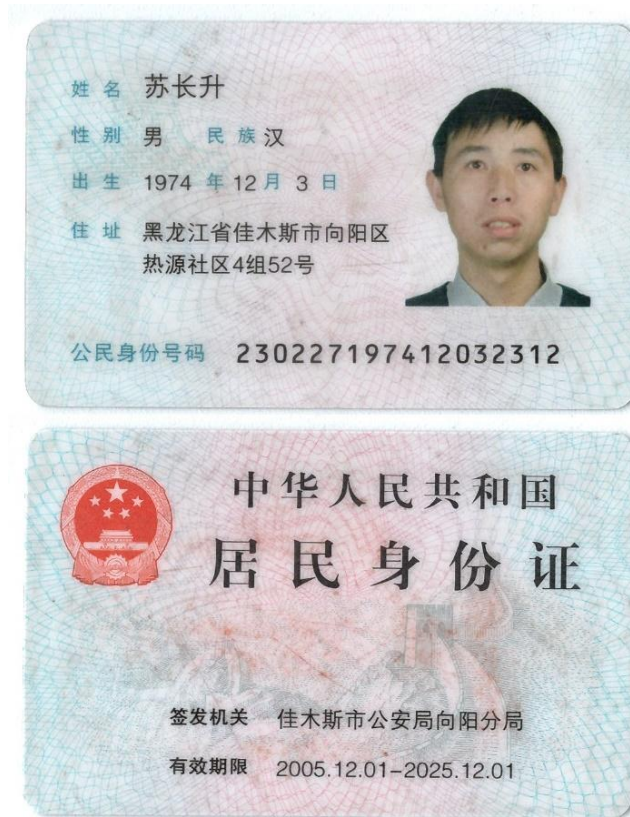 姓名 苏长升
性别 男 民族 汉
出生 1974 年 12 月 3 日
住址 黑龙江省佳木斯市向阳区
热源社区4组52号
公民身份号码 230227197412032312
中华人民共和国
居民身份证
签发机关 佳木斯市公安局向阳分局
有效期限 2005.12.01-2025.12.01